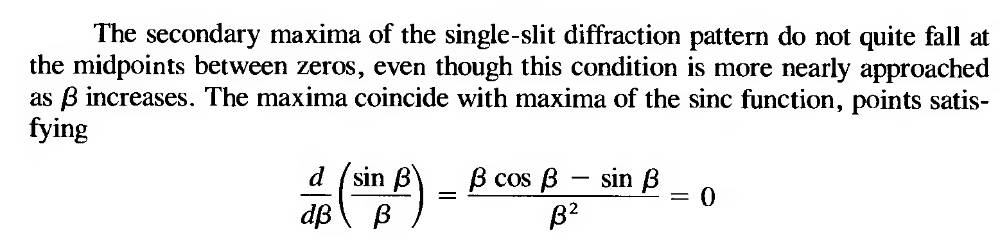 The secondary maxima of the single-slit diffraction pattern do not quite fall at
the midpoints between zeros, even though this condition is more nearly approached
as β increases. The maxima coincide with maxima of the sinc function, points satis-
fying
d/dβ (sin β / β) = (β cos β − sin β) / β² = 0